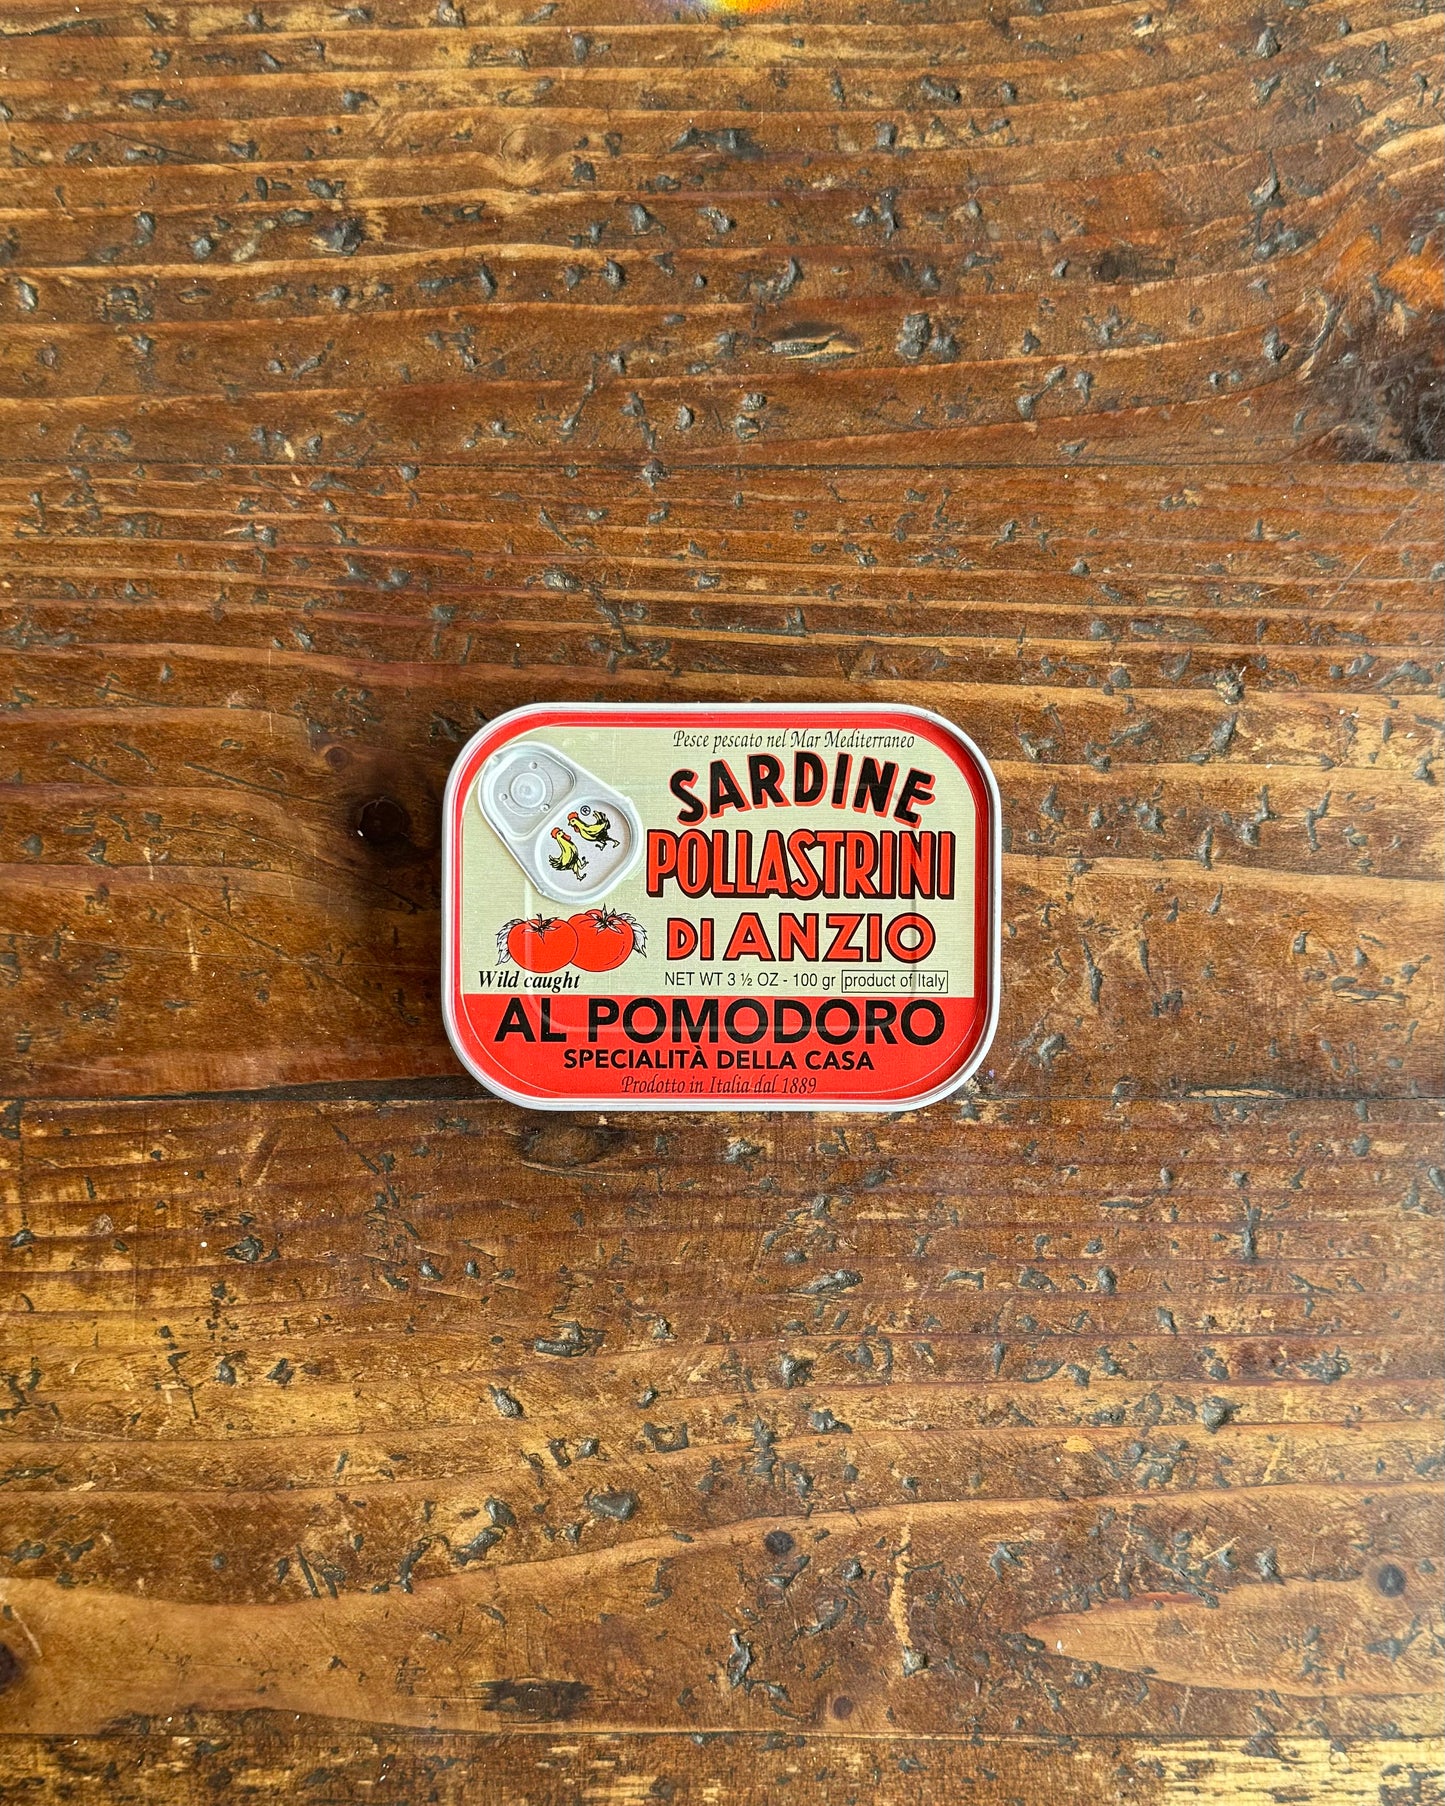 Pesce pescato nel Mar Mediterraneo
SARDINE
POLLASTRINI
DI ANZIO
Wild caught
NET WT 3 ½ OZ - 100 gr product of Italy
AL POMODORO
SPECIALITÀ DELLA CASA
Prodotto in Italia dal 1889